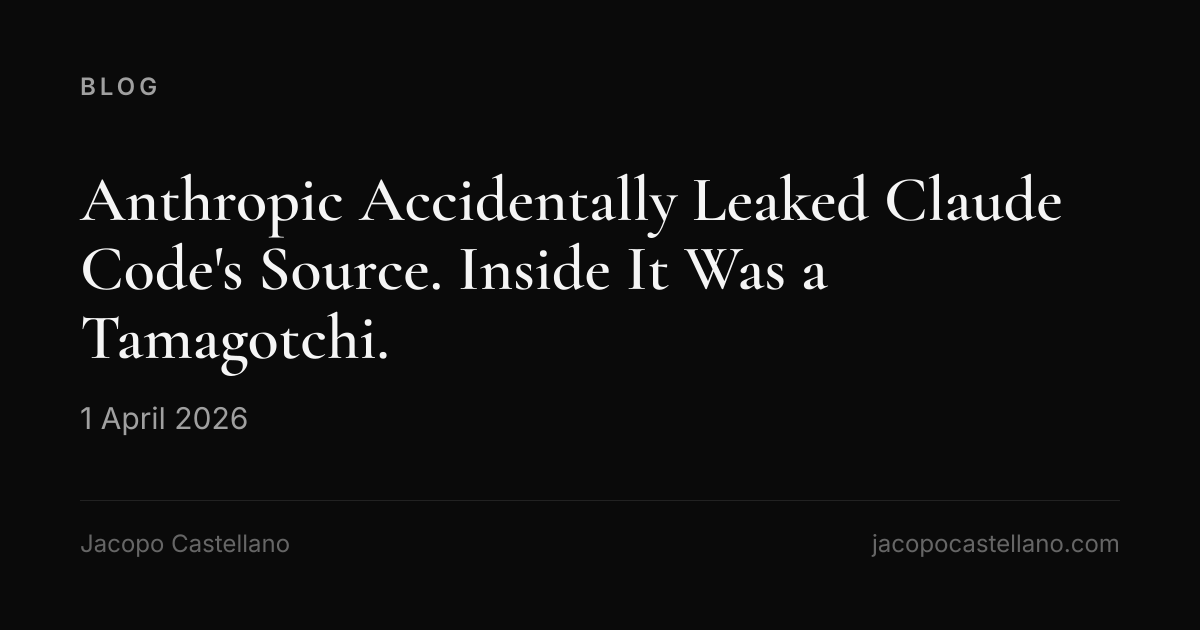 BLOG
Anthropic Accidentally Leaked Claude
Code's Source. Inside It Was a
Tamagotchi.
1 April 2026
Jacopo Castellano
jacopocastellano.com